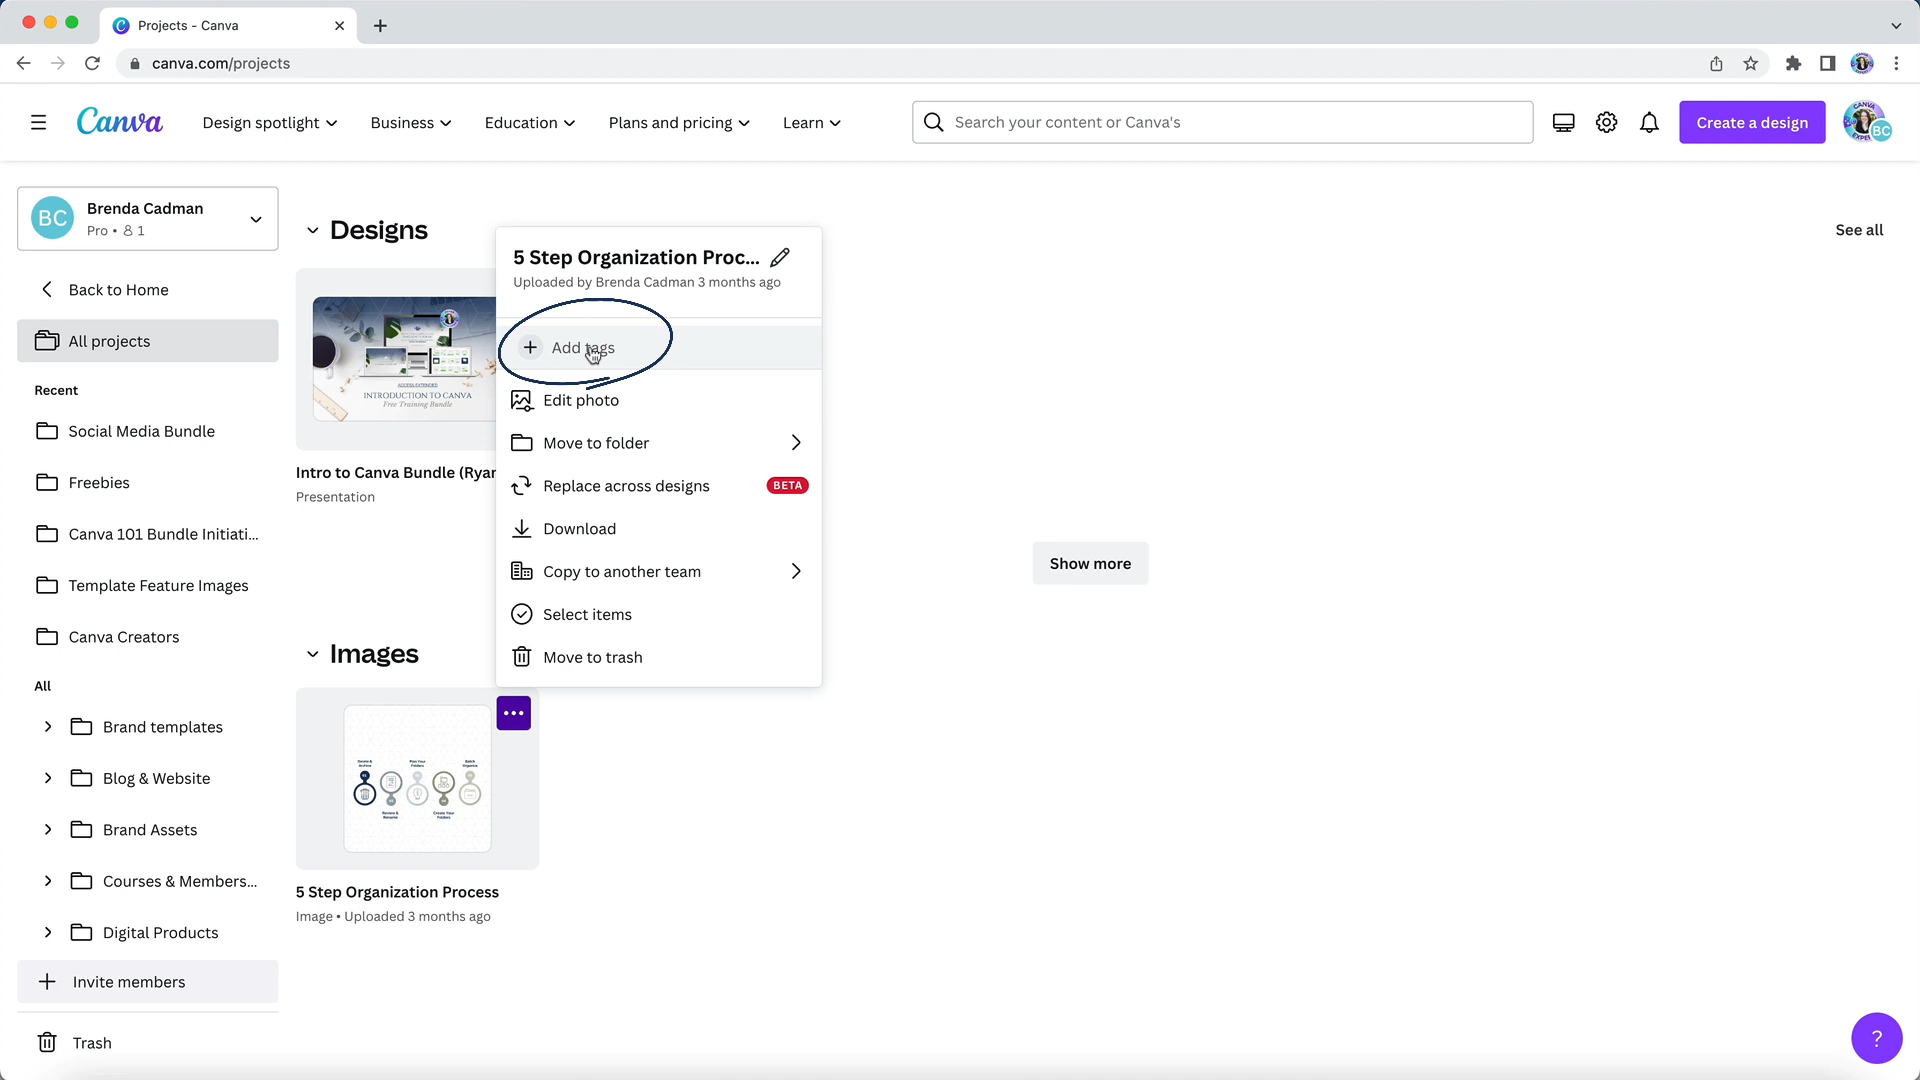 Projects - Canva
canva.com/projects
Canva
Design spotlight
Business
Education
Plans and pricing
Learn
Search your content or Canva's
Create a design
BC
BC
Brenda Cadman
Pro • 1
Back to Home
All projects
Recent
Social Media Bundle
Freebies
Canva 101 Bundle Initiati...
Template Feature Images
Canva Creators
All
Brand templates
Blog & Website
Brand Assets
Courses & Members...
Digital Products
Invite members
Trash
Designs
See all
INTRODUCTION TO CANVA
Free Training Bundle
Intro to Canva Bundle (Ryan
Presentation
5 Step Organization Proc...
Uploaded by Brenda Cadman 3 months ago
Add tags
Edit photo
Move to folder
Replace across designs
BETA
Download
Copy to another team
Select items
Move to trash
Show more
Images
5 Step Organization Process
Image • Uploaded 3 months ago
?